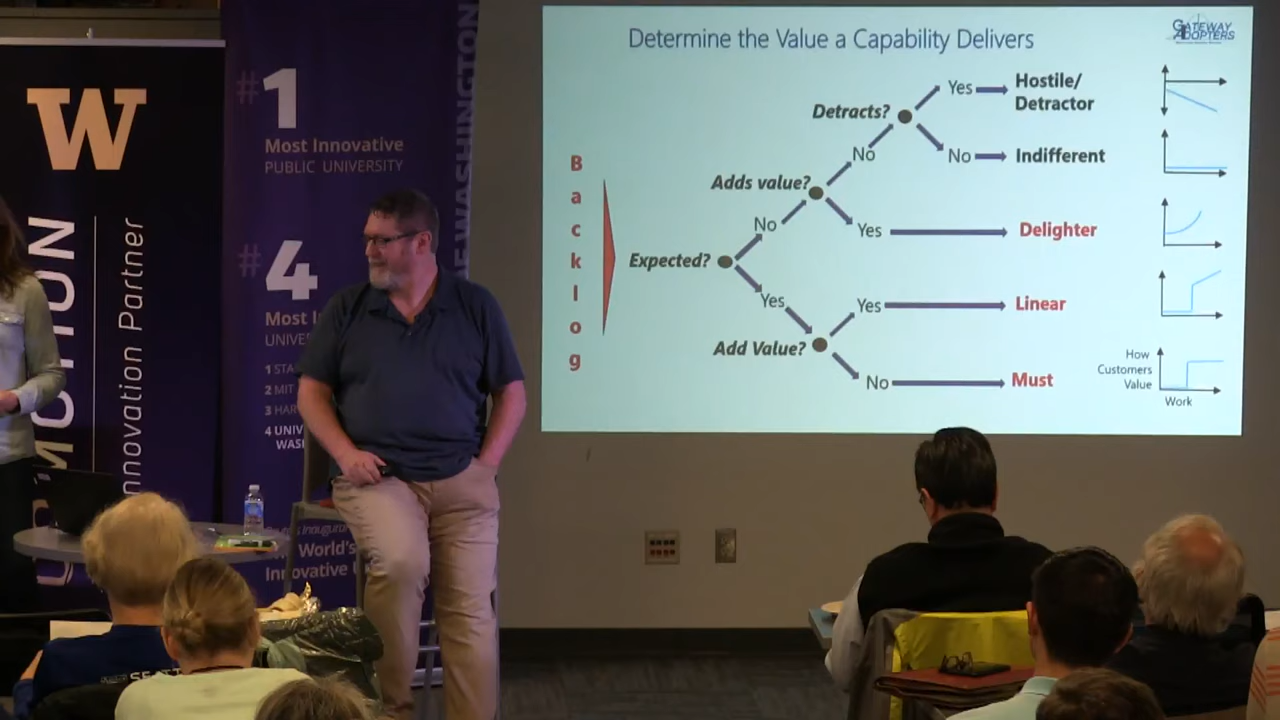 W
OMOTION
Innovation Partner
#1
Most Innovative
PUBLIC UNIVERSITY
#4
Most I
UNIVE
1 STA
2 MIT
3 HAR
4 UNIV
WASH
World's
Innovative U
WASHINGTON
Determine the Value a Capability Delivers
GATEWAY
ADOPTERS
Backlog
Expected?
No
Yes
Adds value?
No
Yes
Detracts?
Yes
No
Add Value?
Yes
No
Hostile/
Detractor
Indifferent
Delighter
Linear
Must
How
Customers
Value
Work